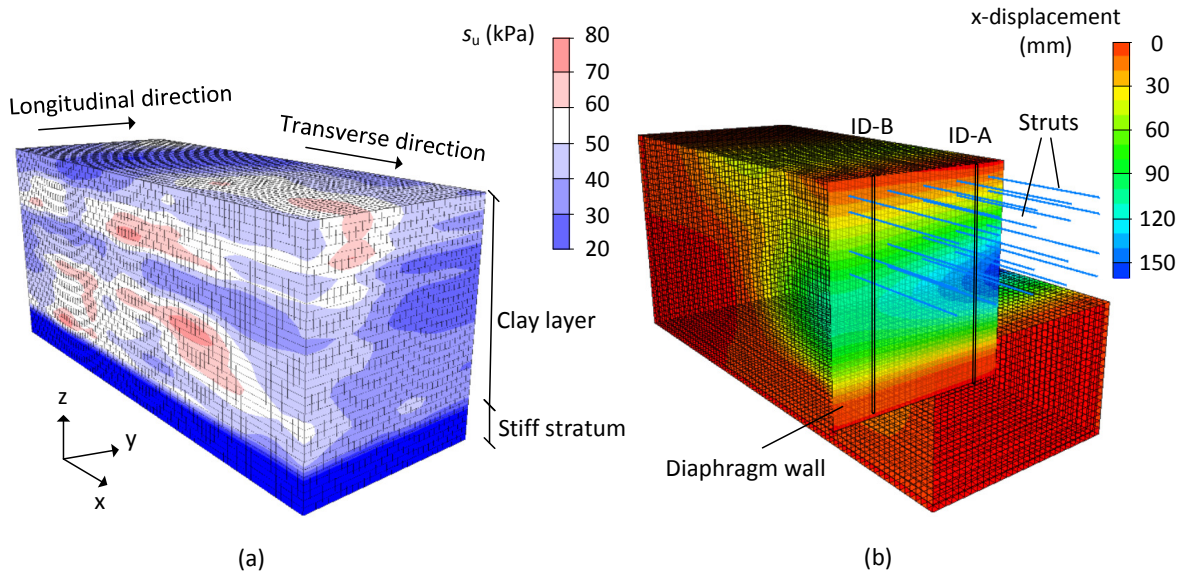 s_u (kPa)
80
70
60
50
40
30
20
Longitudinal direction
Transverse direction
Clay layer
Stiff stratum
z
y
x
(a)
x-displacement
(mm)
0
30
60
90
120
150
ID-B
ID-A
Struts
Diaphragm wall
(b)